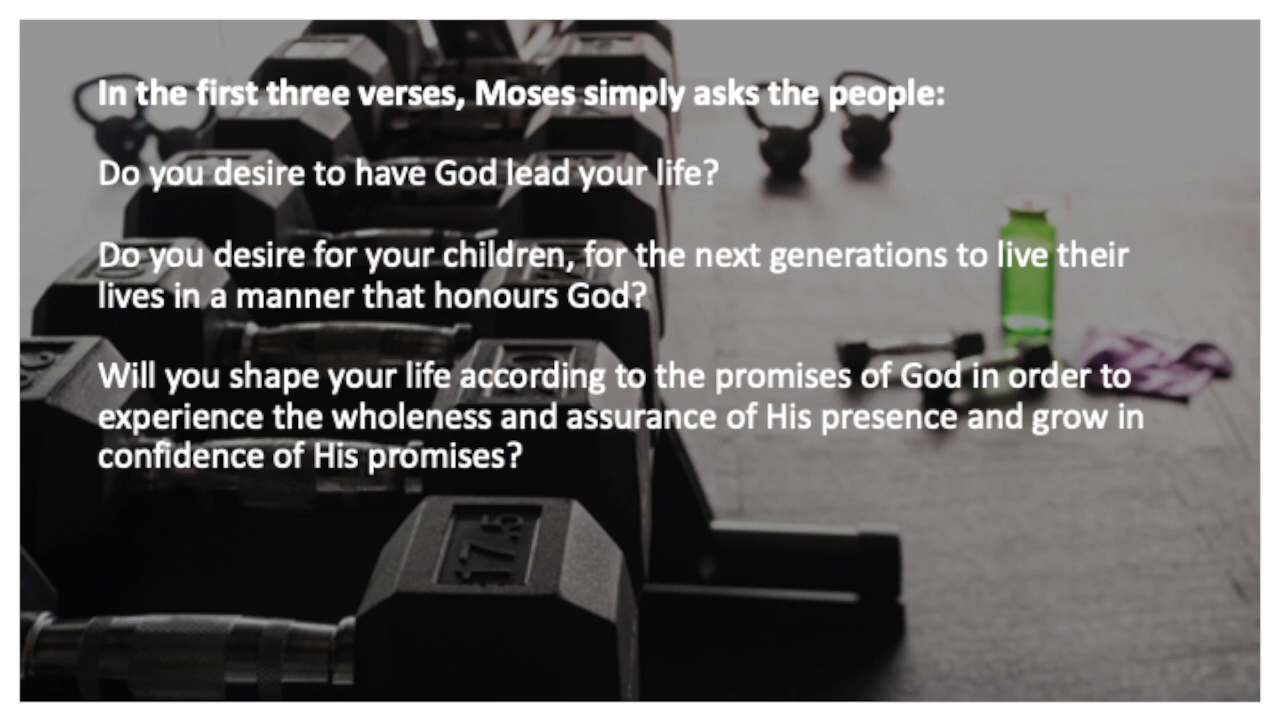 In the first three verses, Moses simply asks the people:
Do you desire to have God lead your life?
Do you desire for your children, for the next generations to live their
lives in a manner that honours God?
Will you shape your life according to the promises of God in order to
experience the wholeness and assurance of His presence and grow in
confidence of His promises?
17.5